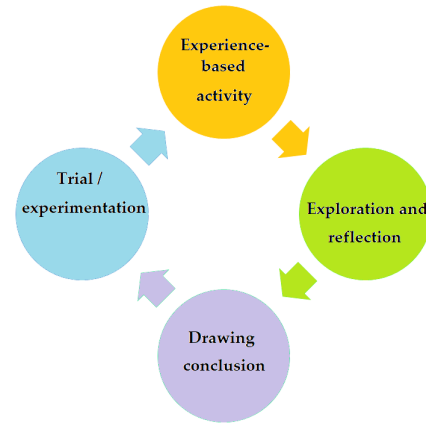 Experience-
based
activity
Exploration and
reflection
Drawing
conclusion
Trial /
experimentation